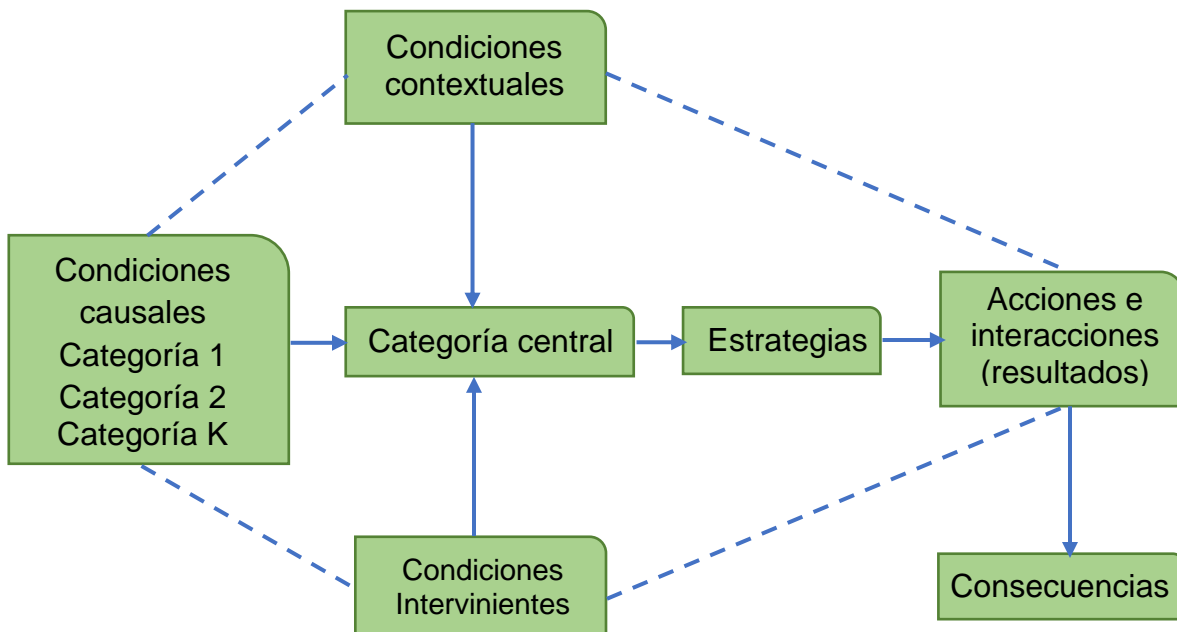 Condiciones
contextuales
Condiciones
causales
Categoría 1
Categoría 2
Categoría K
Categoría central
Estrategias
Acciones e
interacciones
(resultados)
Condiciones
Intervinientes
Consecuencias